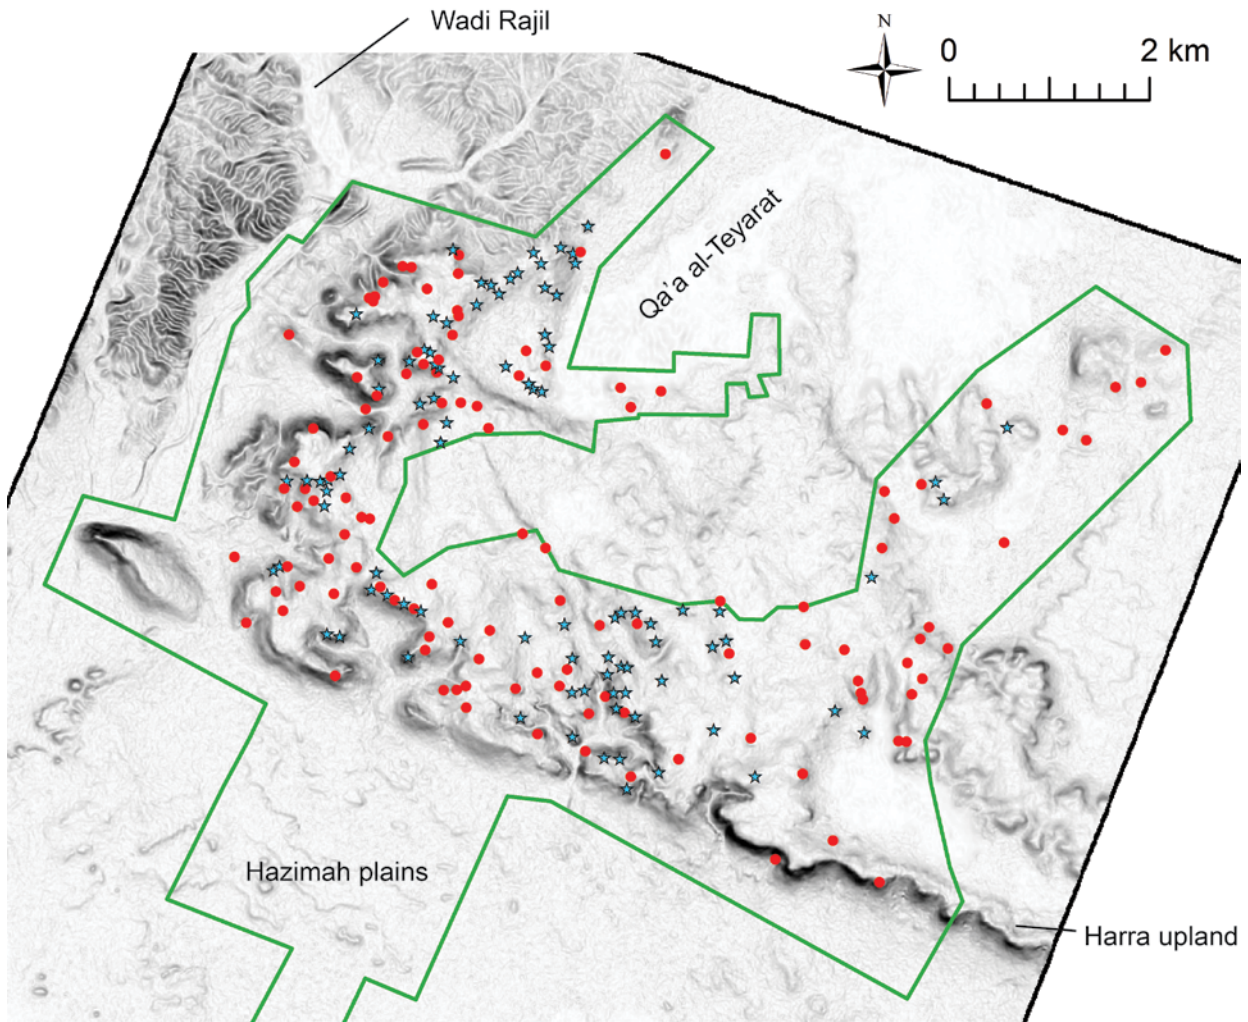 Wadi Rajil
N
0 2 km
Qa'a al-Teyarat
Hazimah plains
Harra upland